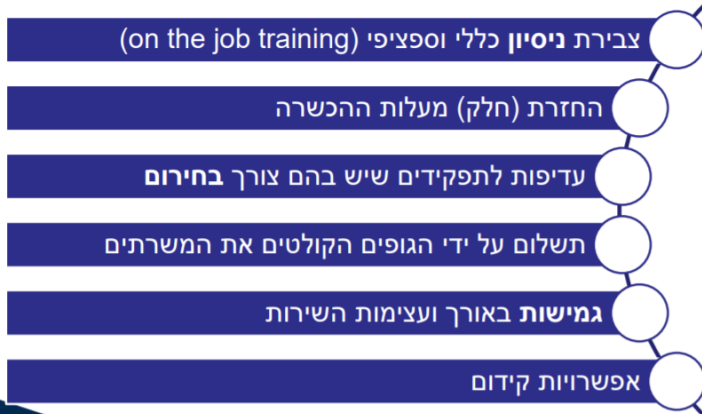 צבירת ניסיון כללי וספציפי (on the job training)
החזרת (חלק) מעלות ההכשרה
עדיפות לתפקידים שיש בהם צורך בחירום
תשלום על ידי הגופים הקולטים את המשרתים
גמישות באורך ועצימות השירות
אפשרויות קידום